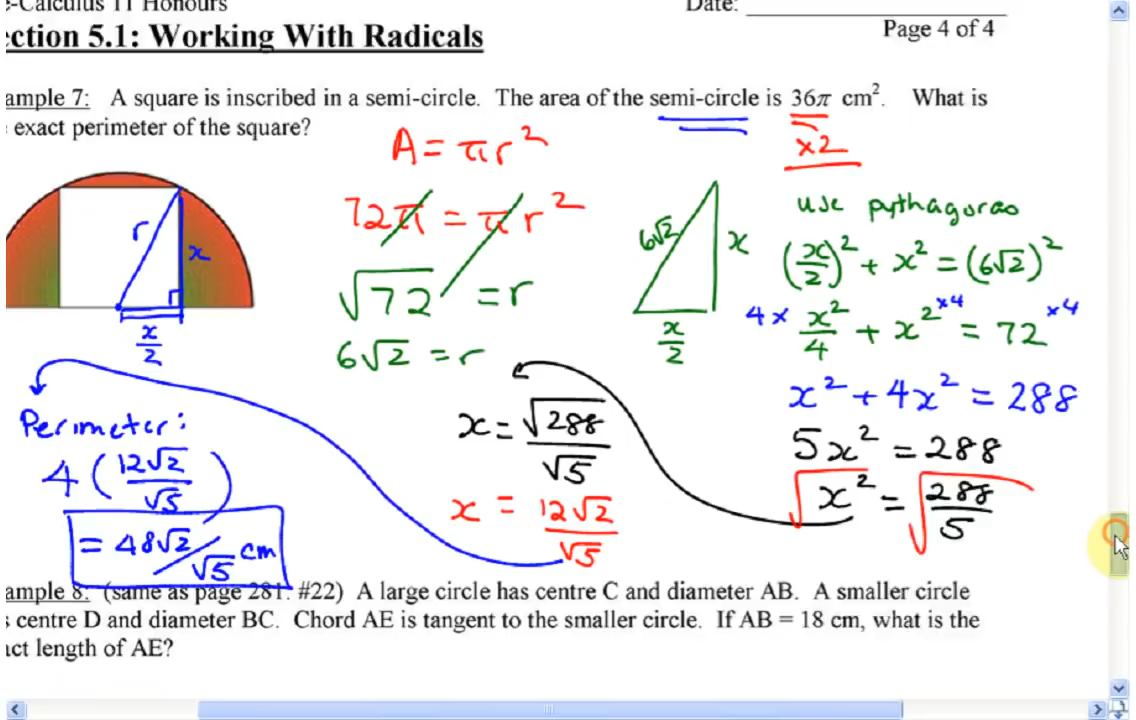 e-Calculus 11 Honours
Date: ____________________
ction 5.1: Working With Radicals
Page 4 of 4
ample 7: A square is inscribed in a semi-circle. The area of the semi-circle is 36π cm². What is
exact perimeter of the square?
×2
A = πr²
72π = πr²
√72 = r
6√2 = r
r
x
x/2
6√2
x
x/2
use pythagoras
(x/2)² + x² = (6√2)²
4 × x²/4 + x² ×4 = 72 ×4
x² + 4x² = 288
5x² = 288
√x² = √288/5
x = √288/√5
x = 12√2/√5
Perimeter:
4 (12√2/√5)
= 48√2/√5 cm
ample 8: (same as page 281. #22) A large circle has centre C and diameter AB. A smaller circle
s centre D and diameter BC. Chord AE is tangent to the smaller circle. If AB = 18 cm, what is the
act length of AE?